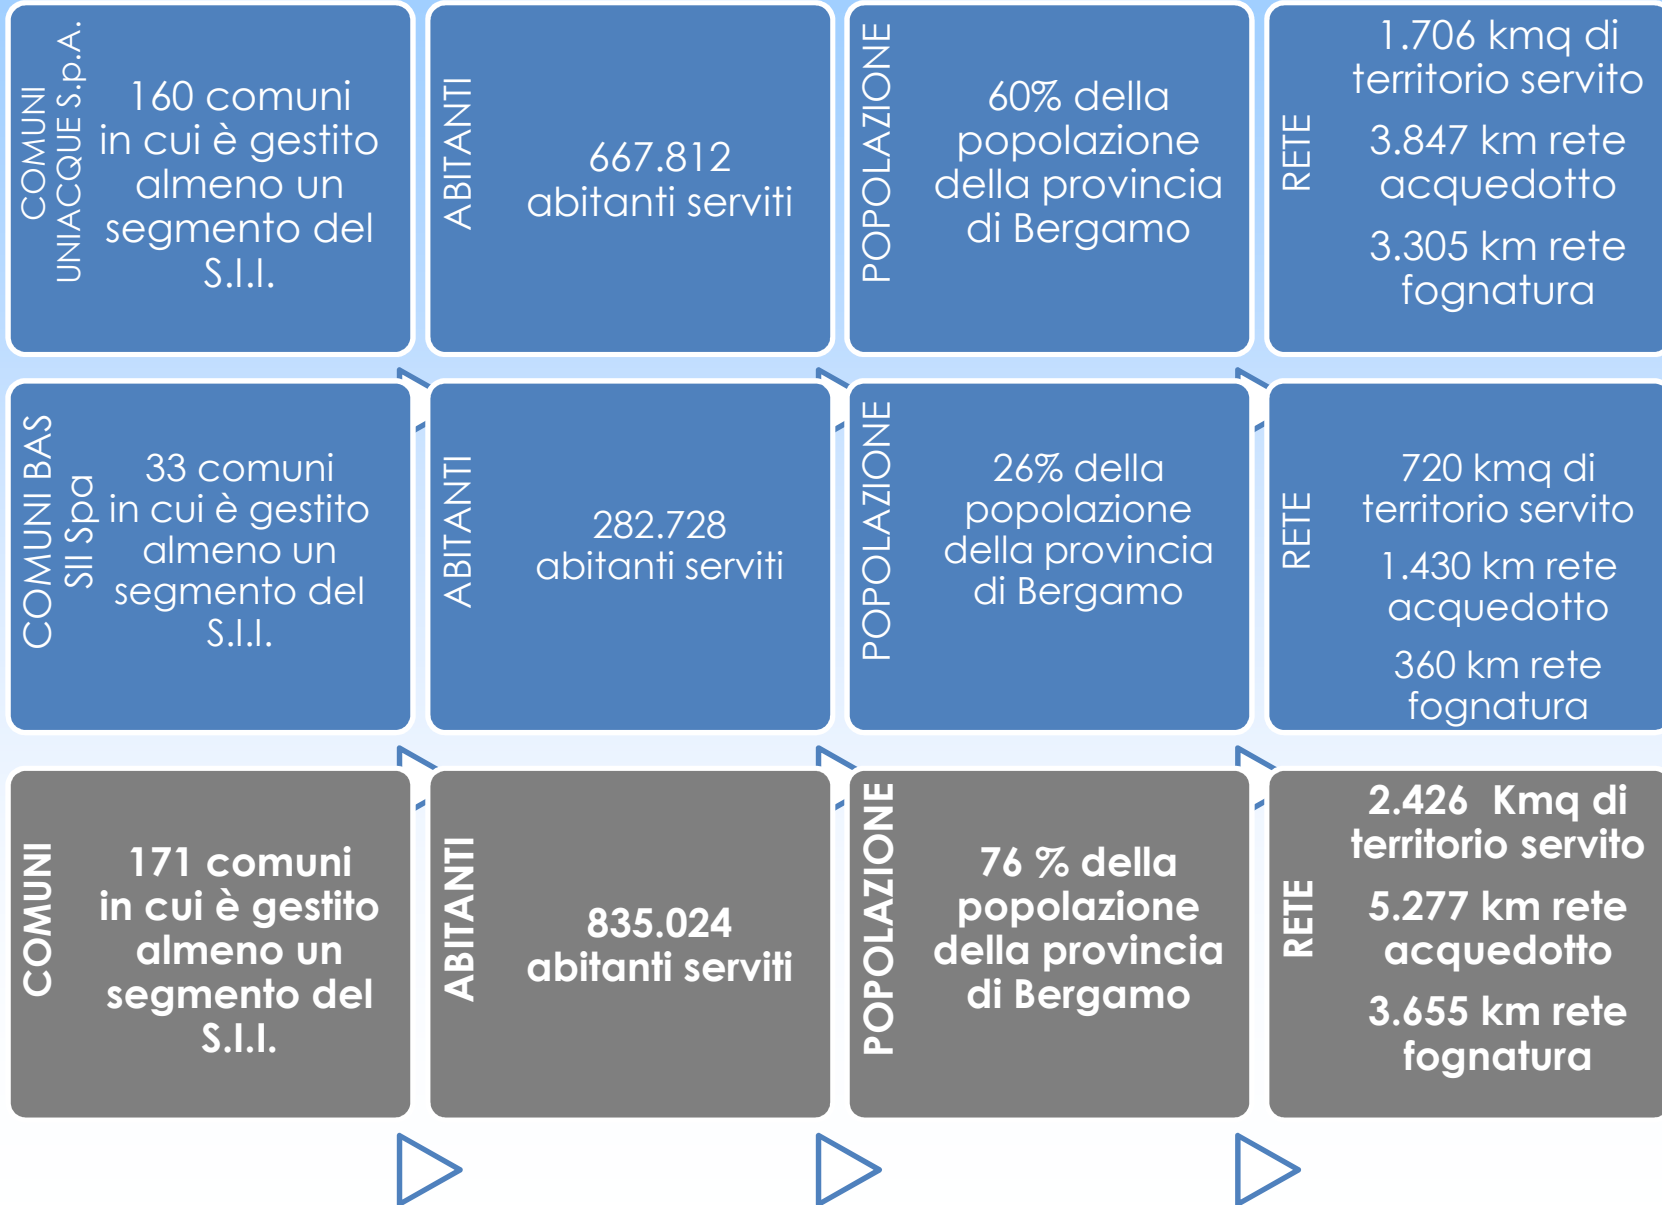 COMUNI
UNIACQUE S.p.A.
160 comuni
in cui è gestito
almeno un
segmento del
S.I.I.
ABITANTI
667.812
abitanti serviti
POPOLAZIONE
60% della
popolazione
della provincia
di Bergamo
RETE
1.706 kmq di
territorio servito
3.847 km rete
acquedotto
3.305 km rete
fognatura
COMUNI BAS
SII Spa
33 comuni
in cui è gestito
almeno un
segmento del
S.I.I.
ABITANTI
282.728
abitanti serviti
POPOLAZIONE
26% della
popolazione
della provincia
di Bergamo
RETE
720 kmq di
territorio servito
1.430 km rete
acquedotto
360 km rete
fognatura
COMUNI
171 comuni
in cui è gestito
almeno un
segmento del
S.I.I.
ABITANTI
835.024
abitanti serviti
POPOLAZIONE
76 % della
popolazione
della provincia
di Bergamo
RETE
2.426 Kmq di
territorio servito
5.277 km rete
acquedotto
3.655 km rete
fognatura